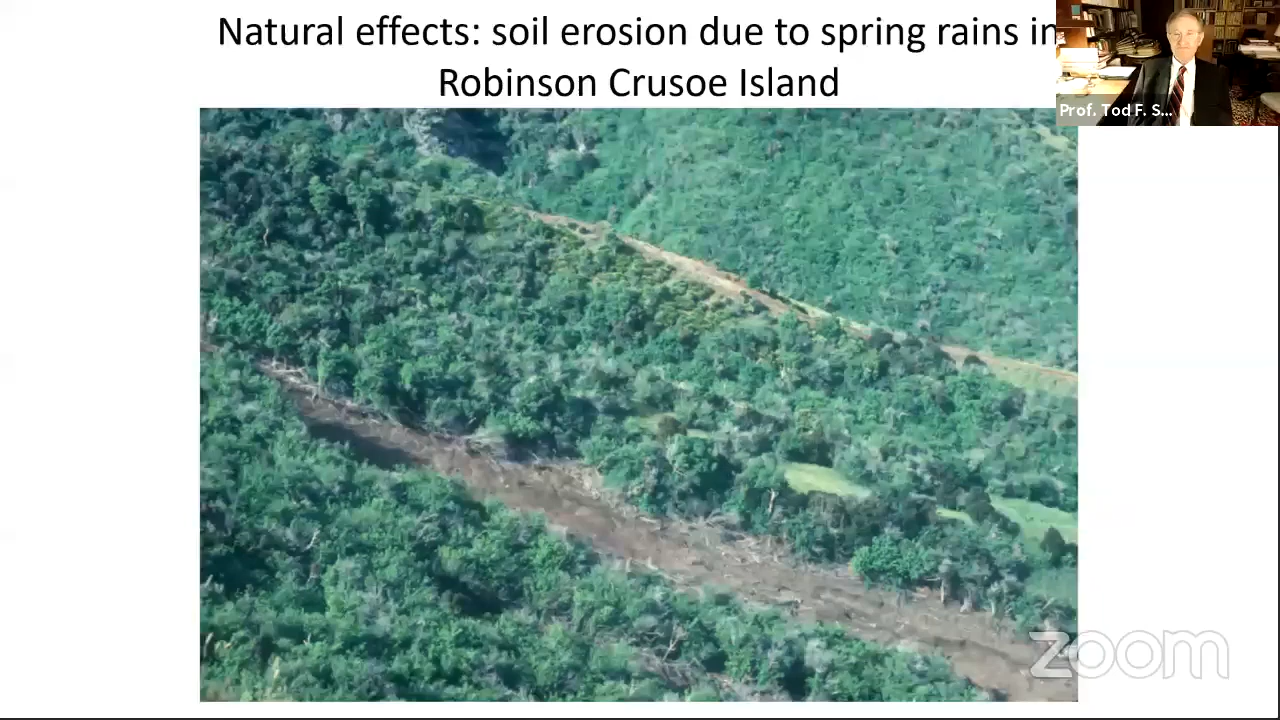 Natural effects: soil erosion due to spring rains in
Robinson Crusoe Island
Prof. Tod F. S...
zoom